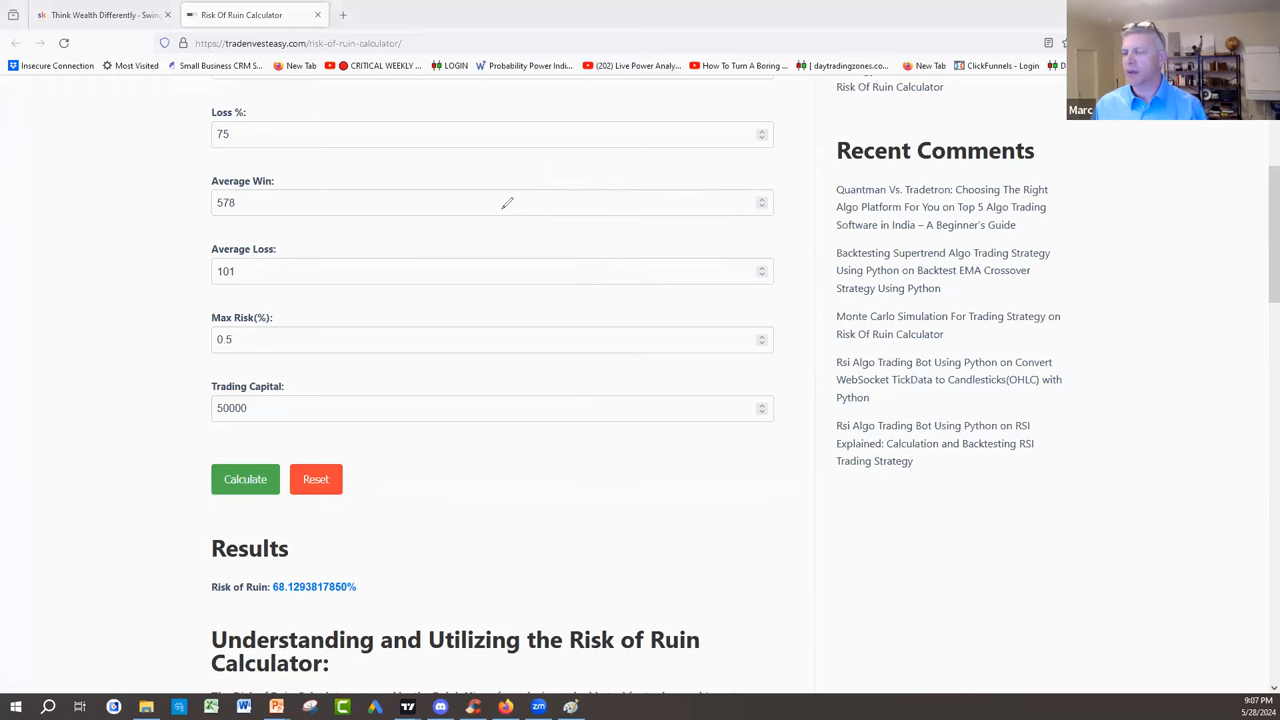 Think Wealth Differently - Swing
Risk Of Ruin Calculator
https://tradenvesteasy.com/risk-of-ruin-calculator/
Insecure Connection
Most Visited
Small Business CRM S...
New Tab
CRITICAL WEEKLY ...
LOGIN
Probability Power Indi...
(202) Live Power Analy...
How To Turn A Boring ...
daytradingzones.co...
New Tab
ClickFunnels - Login
Marc
Risk Of Ruin Calculator
Loss %:
75
Average Win:
578
Average Loss:
101
Max Risk(%):
0.5
Trading Capital:
50000
Calculate
Reset
Results
Risk of Ruin: 68.1293817850%
Understanding and Utilizing the Risk of Ruin
Calculator:
Recent Comments
Quantman Vs. Tradetron: Choosing The Right
Algo Platform For You on Top 5 Algo Trading
Software in India – A Beginner's Guide
Backtesting Supertrend Algo Trading Strategy
Using Python on Backtest EMA Crossover
Strategy Using Python
Monte Carlo Simulation For Trading Strategy on
Risk Of Ruin Calculator
Rsi Algo Trading Bot Using Python on Convert
WebSocket TickData to Candlesticks(OHLC) with
Python
Rsi Algo Trading Bot Using Python on RSI
Explained: Calculation and Backtesting RSI
Trading Strategy
9:07 PM
5/28/2024